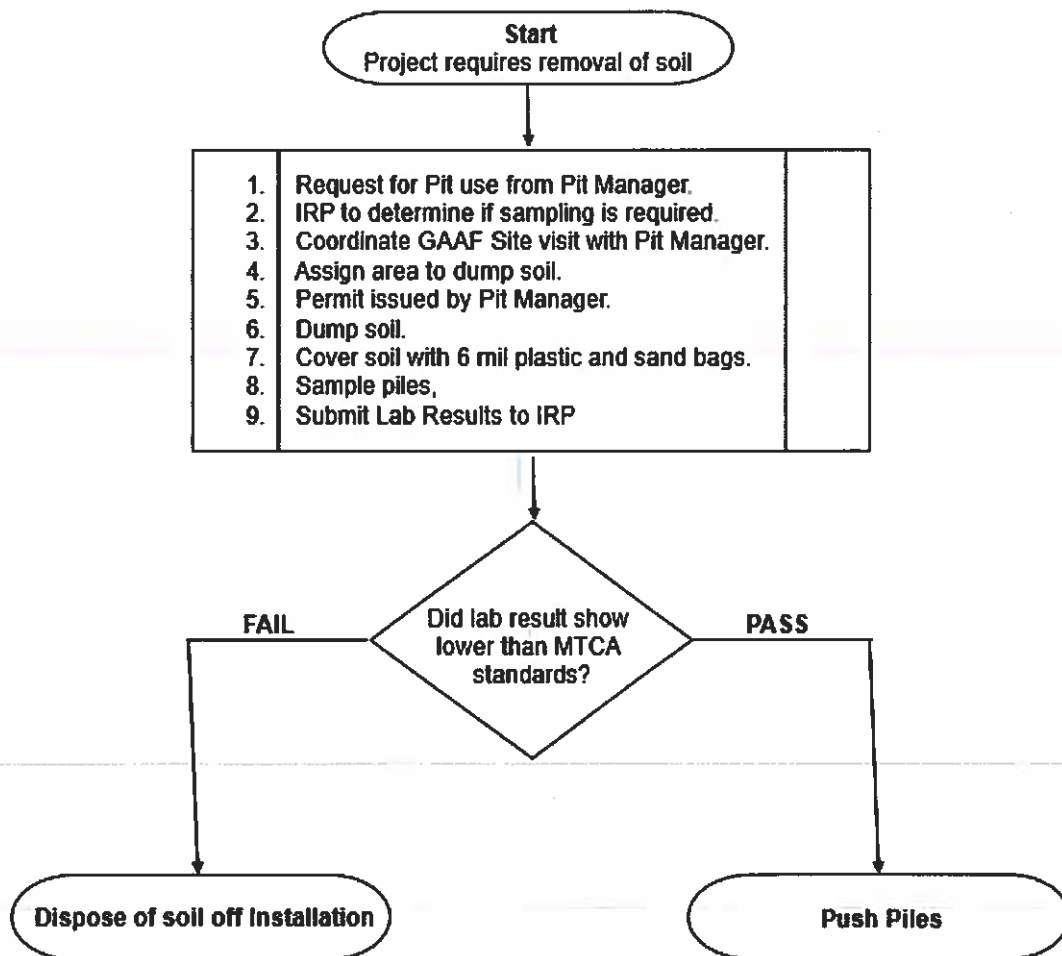 Start
Project requires removal of soil
1. Request for Pit use from Pit Manager.
2. IRP to determine if sampling is required.
3. Coordinate GAAF Site visit with Pit Manager.
4. Assign area to dump soil.
5. Permit issued by Pit Manager.
6. Dump soil.
7. Cover soil with 6 mil plastic and sand bags.
8. Sample piles,
9. Submit Lab Results to IRP
Did lab result show
lower than MTCA
standards?
FAIL
PASS
Dispose of soil off Installation
Push Piles